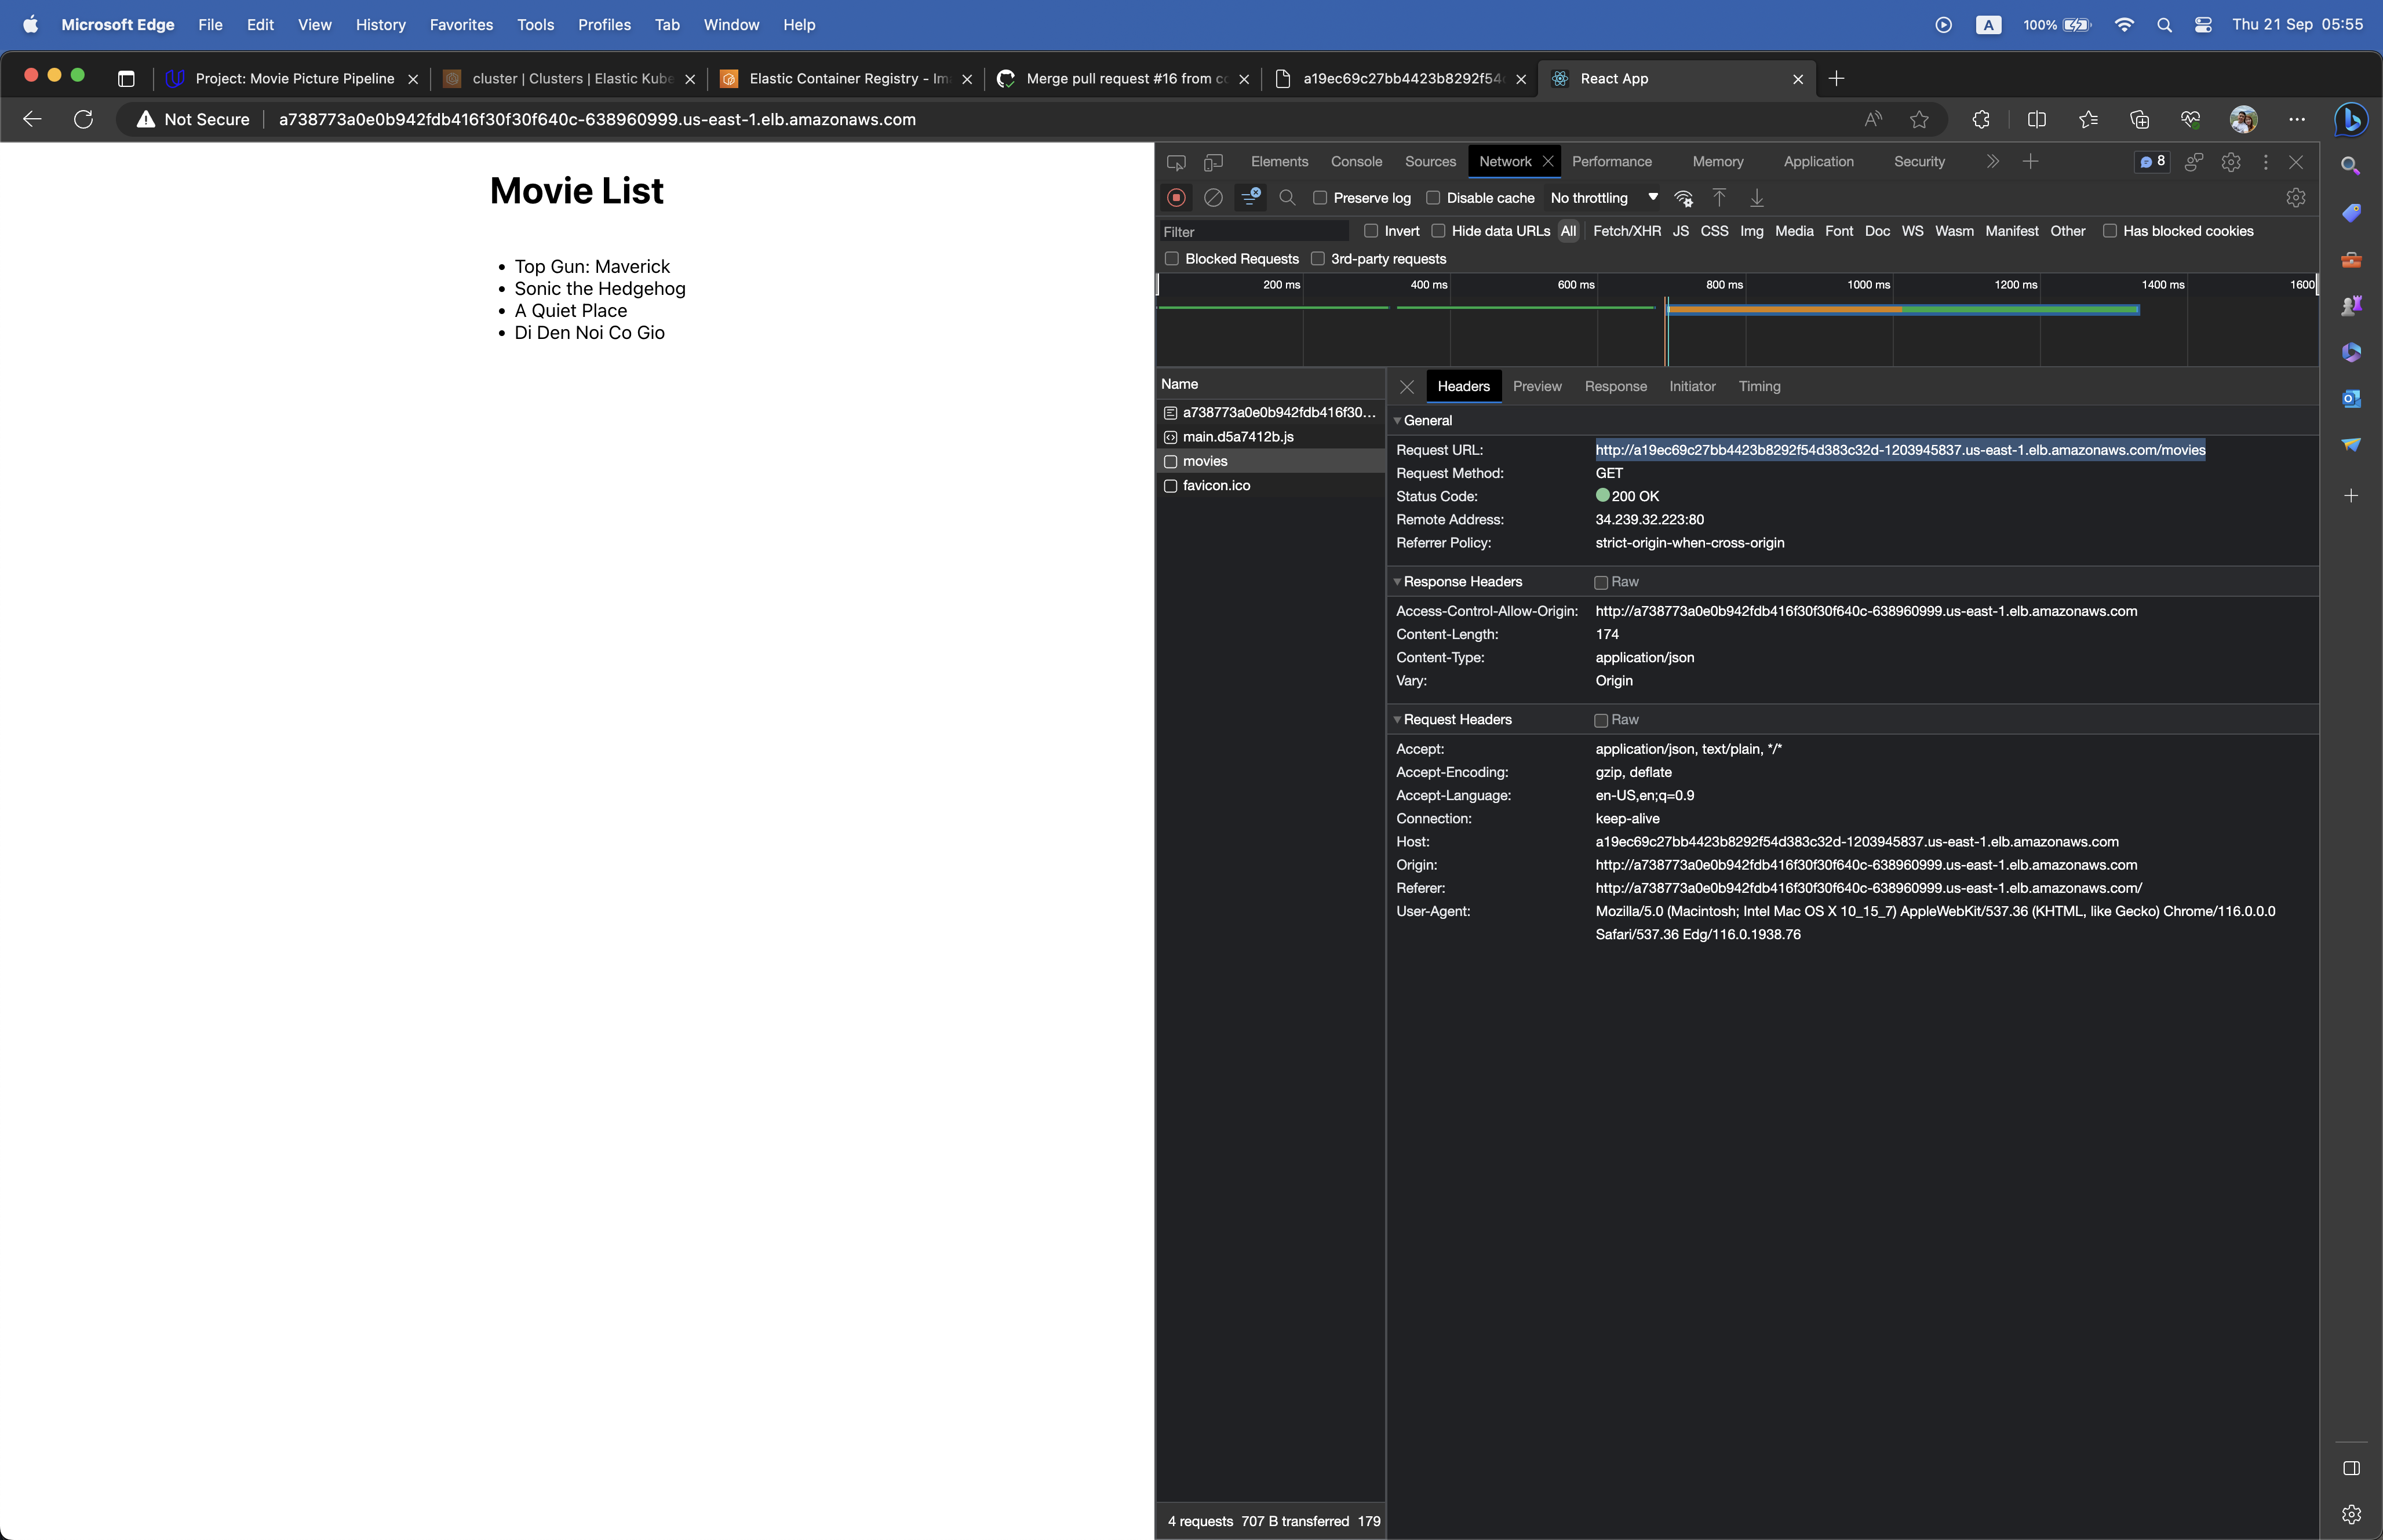 Microsoft Edge File Edit View History Favorites Tools Profiles Tab Window Help A 100% Thu 21 Sep 05:55
Project: Movie Picture Pipeline cluster | Clusters | Elastic Kube Elastic Container Registry - Im Merge pull request #16 from co a19ec69c27bb4423b8292f54 React App
Not Secure a738773a0e0b942fdb416f30f30f640c-638960999.us-east-1.elb.amazonaws.com
Movie List
• Top Gun: Maverick
• Sonic the Hedgehog
• A Quiet Place
• Di Den Noi Co Gio
Elements Console Sources Network Performance Memory Application Security 8
Preserve log Disable cache No throttling
Filter Invert Hide data URLs All Fetch/XHR JS CSS Img Media Font Doc WS Wasm Manifest Other Has blocked cookies
Blocked Requests 3rd-party requests
200 ms 400 ms 600 ms 800 ms 1000 ms 1200 ms 1400 ms 1600
Name
a738773a0e0b942fdb416f30...
main.d5a7412b.js
movies
favicon.ico
4 requests 707 B transferred 179
Headers Preview Response Initiator Timing
General
Request URL: http://a19ec69c27bb4423b8292f54d383c32d-1203945837.us-east-1.elb.amazonaws.com/movies
Request Method: GET
Status Code: 200 OK
Remote Address: 34.239.32.223:80
Referrer Policy: strict-origin-when-cross-origin
Response Headers Raw
Access-Control-Allow-Origin: http://a738773a0e0b942fdb416f30f30f640c-638960999.us-east-1.elb.amazonaws.com
Content-Length: 174
Content-Type: application/json
Vary: Origin
Request Headers Raw
Accept: application/json, text/plain, */*
Accept-Encoding: gzip, deflate
Accept-Language: en-US,en;q=0.9
Connection: keep-alive
Host: a19ec69c27bb4423b8292f54d383c32d-1203945837.us-east-1.elb.amazonaws.com
Origin: http://a738773a0e0b942fdb416f30f30f640c-638960999.us-east-1.elb.amazonaws.com
Referer: http://a738773a0e0b942fdb416f30f30f640c-638960999.us-east-1.elb.amazonaws.com/
User-Agent: Mozilla/5.0 (Macintosh; Intel Mac OS X 10_15_7) AppleWebKit/537.36 (KHTML, like Gecko) Chrome/116.0.0.0
Safari/537.36 Edg/116.0.1938.76